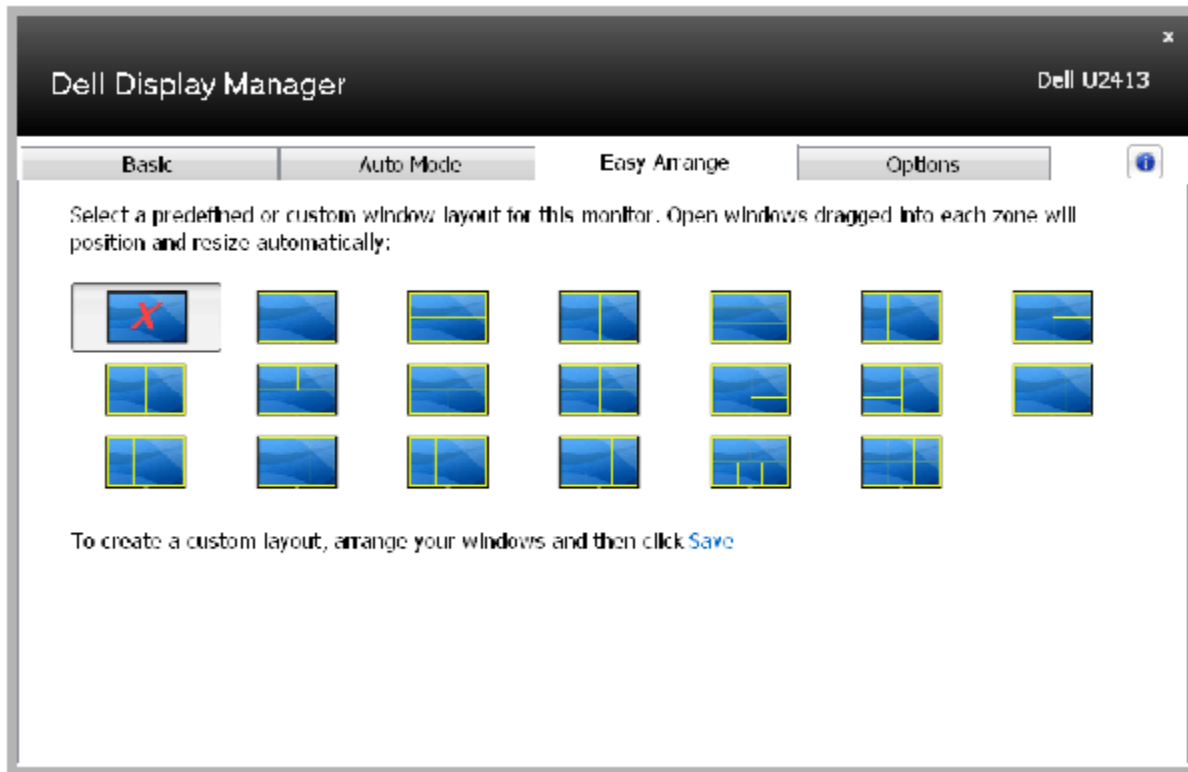 x
Dell Display Manager
Dell U2413
Basic
Auto Mode
Easy Arrange
Options
Select a predefined or custom window layout for this monitor. Open windows dragged into each zone will
position and resize automatically:
X
To create a custom layout, arrange your windows and then click Save